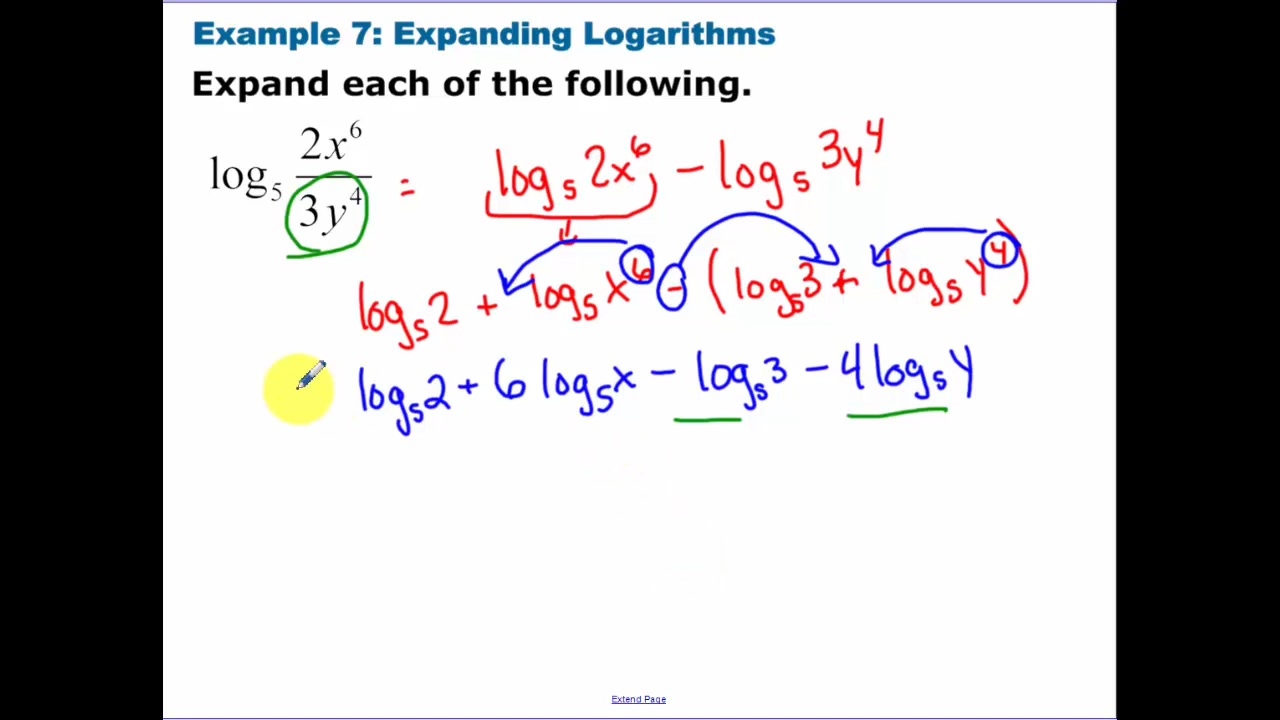 Example 7: Expanding Logarithms
Expand each of the following.
log₅ 2x⁶/3y⁴ = log₅ 2x⁶ − log₅ 3y⁴
log₅ 2 + log₅ x⁶ − (log₅ 3 + log₅ y⁴)
log₅ 2 + 6 log₅ x − log₅ 3 − 4 log₅ y
Extend Page